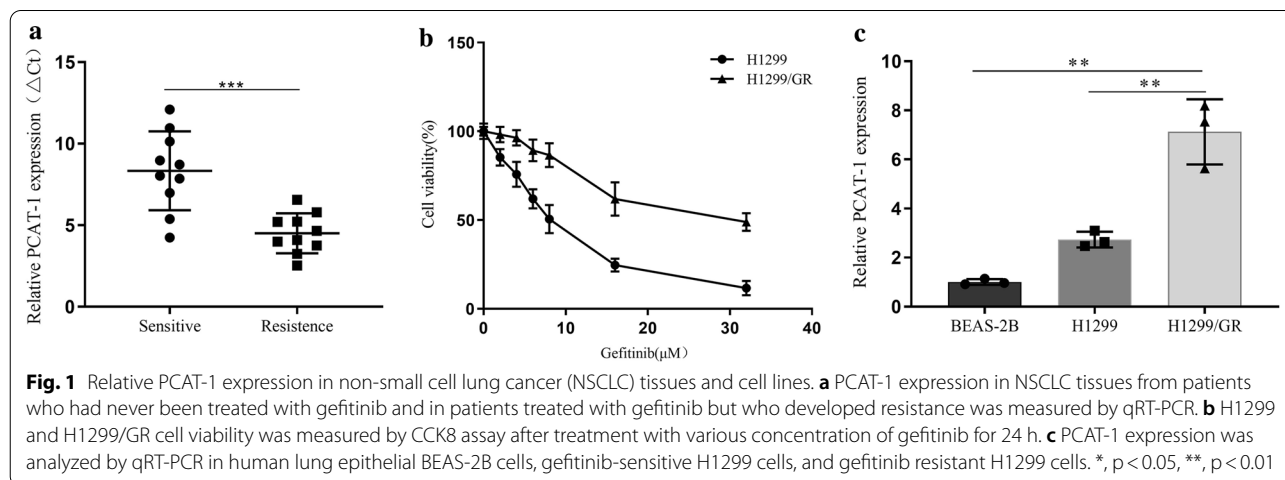 a
Relative PCAT-1 expression (△Ct)
15
10
5
0
***
Sensitive
Resistence
b
Cell viability(%)
150
100
50
0
H1299
H1299/GR
0
10
20
30
40
Gefitinib(μM)
c
Relative PCAT-1 expression
10
8
6
4
2
0
**
**
BEAS-2B
H1299
H1299/GR
Fig. 1 Relative PCAT-1 expression in non-small cell lung cancer (NSCLC) tissues and cell lines. a PCAT-1 expression in NSCLC tissues from patients
who had never been treated with gefitinib and in patients treated with gefitinib but who developed resistance was measured by qRT-PCR. b H1299
and H1299/GR cell viability was measured by CCK8 assay after treatment with various concentration of gefitinib for 24 h. c PCAT-1 expression was
analyzed by qRT-PCR in human lung epithelial BEAS-2B cells, gefitinib-sensitive H1299 cells, and gefitinib resistant H1299 cells. *, p < 0.05, **, p < 0.01